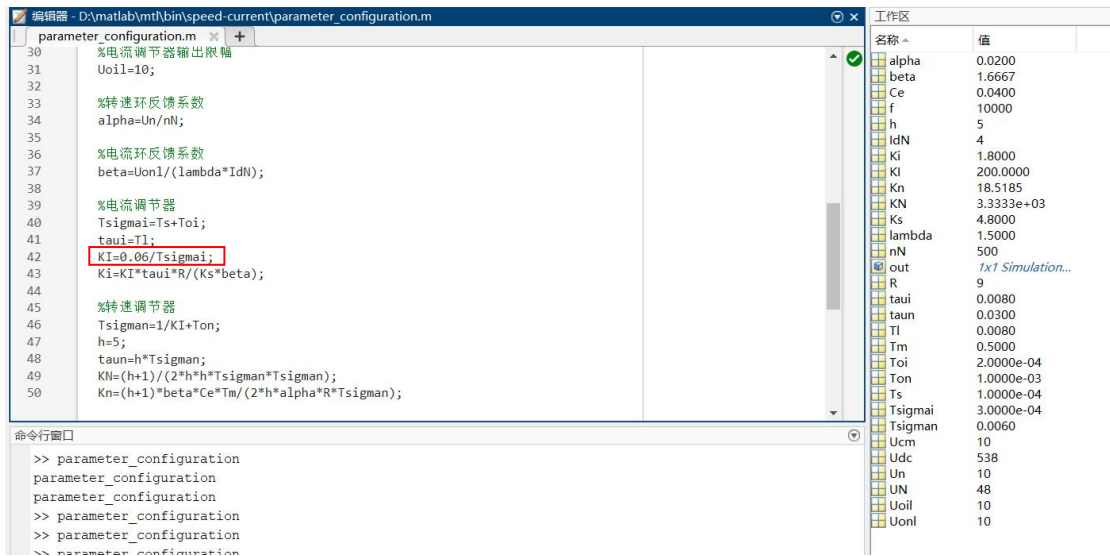 编辑器 - D:\matlab\mtl\bin\speed-current\parameter_configuration.m
parameter_configuration.m × +
30 %电流调节器输出限幅
31 Uoil=10;
32
33 %转速环反馈系数
34 alpha=Un/nN;
35
36 %电流环反馈系数
37 beta=Uonl/(lambda*IdN);
38
39 %电流调节器
40 Tsigmai=Ts+Toi;
41 taui=Tl;
42 KI=0.06/Tsigmai;
43 Ki=KI*taui*R/(Ks*beta);
44
45 %转速调节器
46 Tsigman=1/KI+Ton;
47 h=5;
48 taun=h*Tsigman;
49 KN=(h+1)/(2*h*h*Tsigman*Tsigman);
50 Kn=(h+1)*beta*Ce*Tm/(2*h*alpha*R*Tsigman);
命令行窗口
>> parameter_configuration
parameter_configuration
parameter_configuration
>> parameter_configuration
>> parameter_configuration
>> parameter configuration
工作区
名称 值
alpha 0.0200
beta 1.6667
Ce 0.0400
f 10000
h 5
IdN 4
Ki 1.8000
KI 200.0000
Kn 18.5185
KN 3.3333e+03
Ks 4.8000
lambda 1.5000
nN 500
out 1x1 Simulation...
R 9
taui 0.0080
taun 0.0300
Tl 0.0080
Tm 0.5000
Toi 2.0000e-04
Ton 1.0000e-03
Ts 1.0000e-04
Tsigmai 3.0000e-04
Tsigman 0.0060
Ucm 10
Udc 538
Un 10
UN 48
Uoil 10
Uonl 10